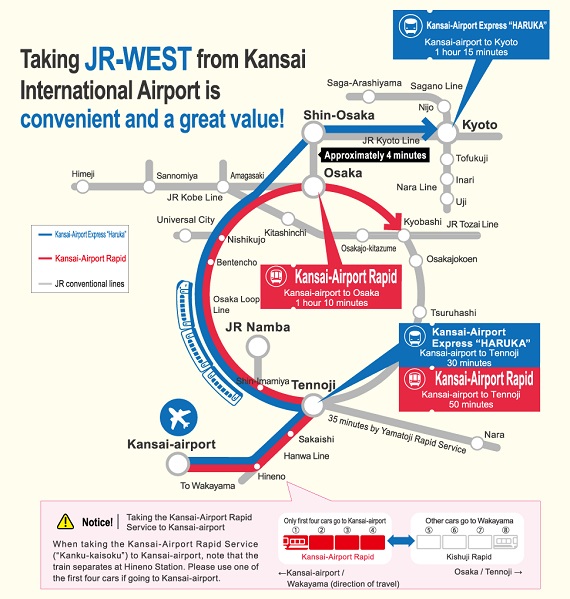 Taking JR-WEST from Kansai
International Airport is
convenient and a great value!
Kansai-Airport Express “HARUKA”
Kansai-airport to Kyoto
1 hour 15 minutes
Saga-Arashiyama
Sagano Line
Nijo
Shin-Osaka
Kyoto
JR Kyoto Line
Approximately 4 minutes
Tofukuji
Himeji
Sannomiya
Amagasaki
Osaka
Inari
Nara Line
JR Kobe Line
Uji
Universal City
Kitashinchi
Kyobashi
JR Tozai Line
Kansai-Airport Express "Haruka"
Kansai-Airport Rapid
JR conventional lines
Nishikujo
Osakajo-kitazume
Bentencho
Osakajokoen
Kansai-Airport Rapid
Kansai-airport to Osaka
1 hour 10 minutes
Osaka Loop
Line
Tsuruhashi
JR Namba
Kansai-Airport
Express “HARUKA”
Kansai-airport to Tennoji
30 minutes
Shin-Imamiya
Tennoji
Kansai-Airport Rapid
Kansai-airport to Tennoji
50 minutes
35 minutes by Yamatoji Rapid Service
Nara
Kansai-airport
Sakaishi
Hanwa Line
Hineno
To Wakayama
Notice!
Taking the Kansai-Airport Rapid
Service to Kansai-airport
When taking the Kansai-Airport Rapid Service
("Kanku-kaisoku") to Kansai-airport, note that the
train separates at Hineno Station. Please use one of
the first four cars if going to Kansai-airport.
Only first four cars go to Kansai-airport
① ② ③ ④
Kansai-Airport Rapid
Other cars go to Wakayama
⑤ ⑥ ⑦ ⑧
Kishuji Rapid
←Kansai-airport /
Wakayama (direction of travel)
Osaka / Tennoji →